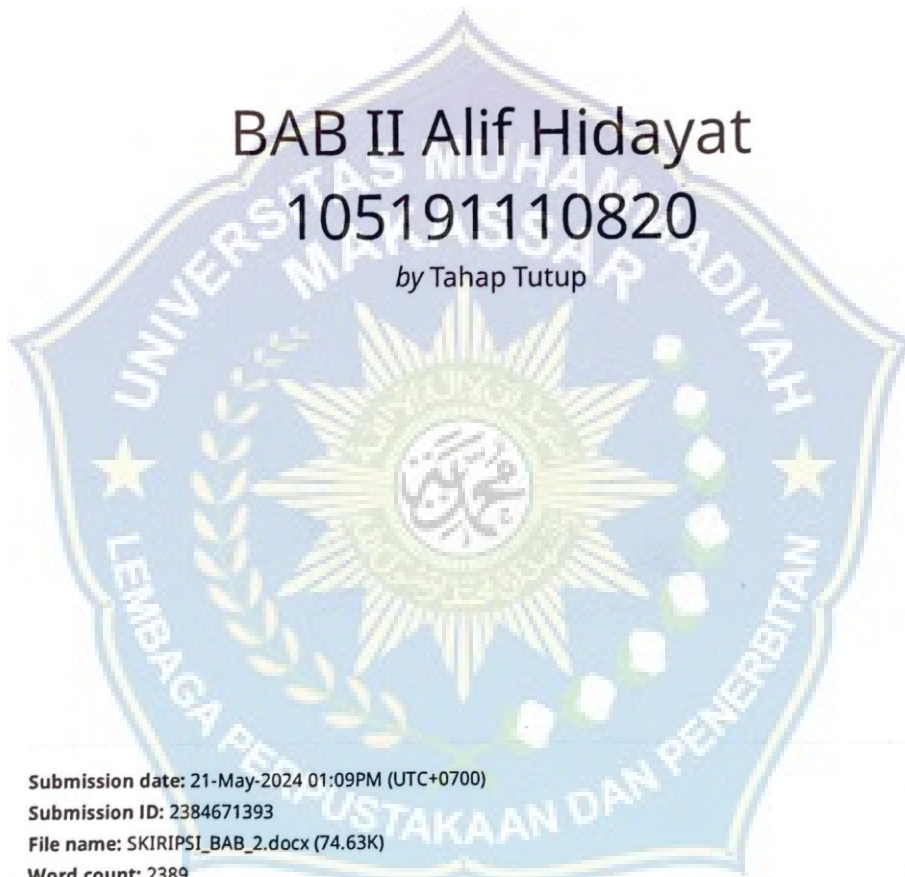 BAB II Alif Hidayat
105191110820
by Tahap Tutup
UNIVERSITAS MUHAMMADIYAH
MAKASSAR
LEMBAGA PERPUSTAKAAN DAN PENERBITAN
Submission date: 21-May-2024 01:09PM (UTC+0700)
Submission ID: 2384671393
File name: SKIRIPSI_BAB_2.docx (74.63K)
Word count: 2389